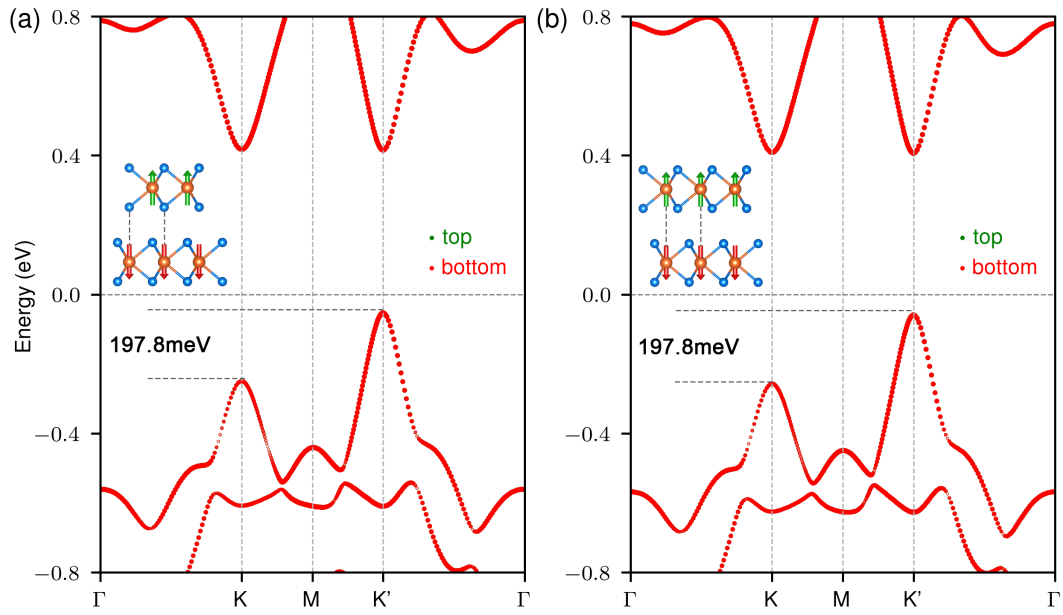 (a)
0.8
0.4
0.0
−0.4
−0.8
Energy (eV)
top
bottom
197.8meV
Γ
K
M
K'
Γ
(b)
0.8
0.4
0.0
−0.4
−0.8
top
bottom
197.8meV
Γ
K
M
K'
Γ